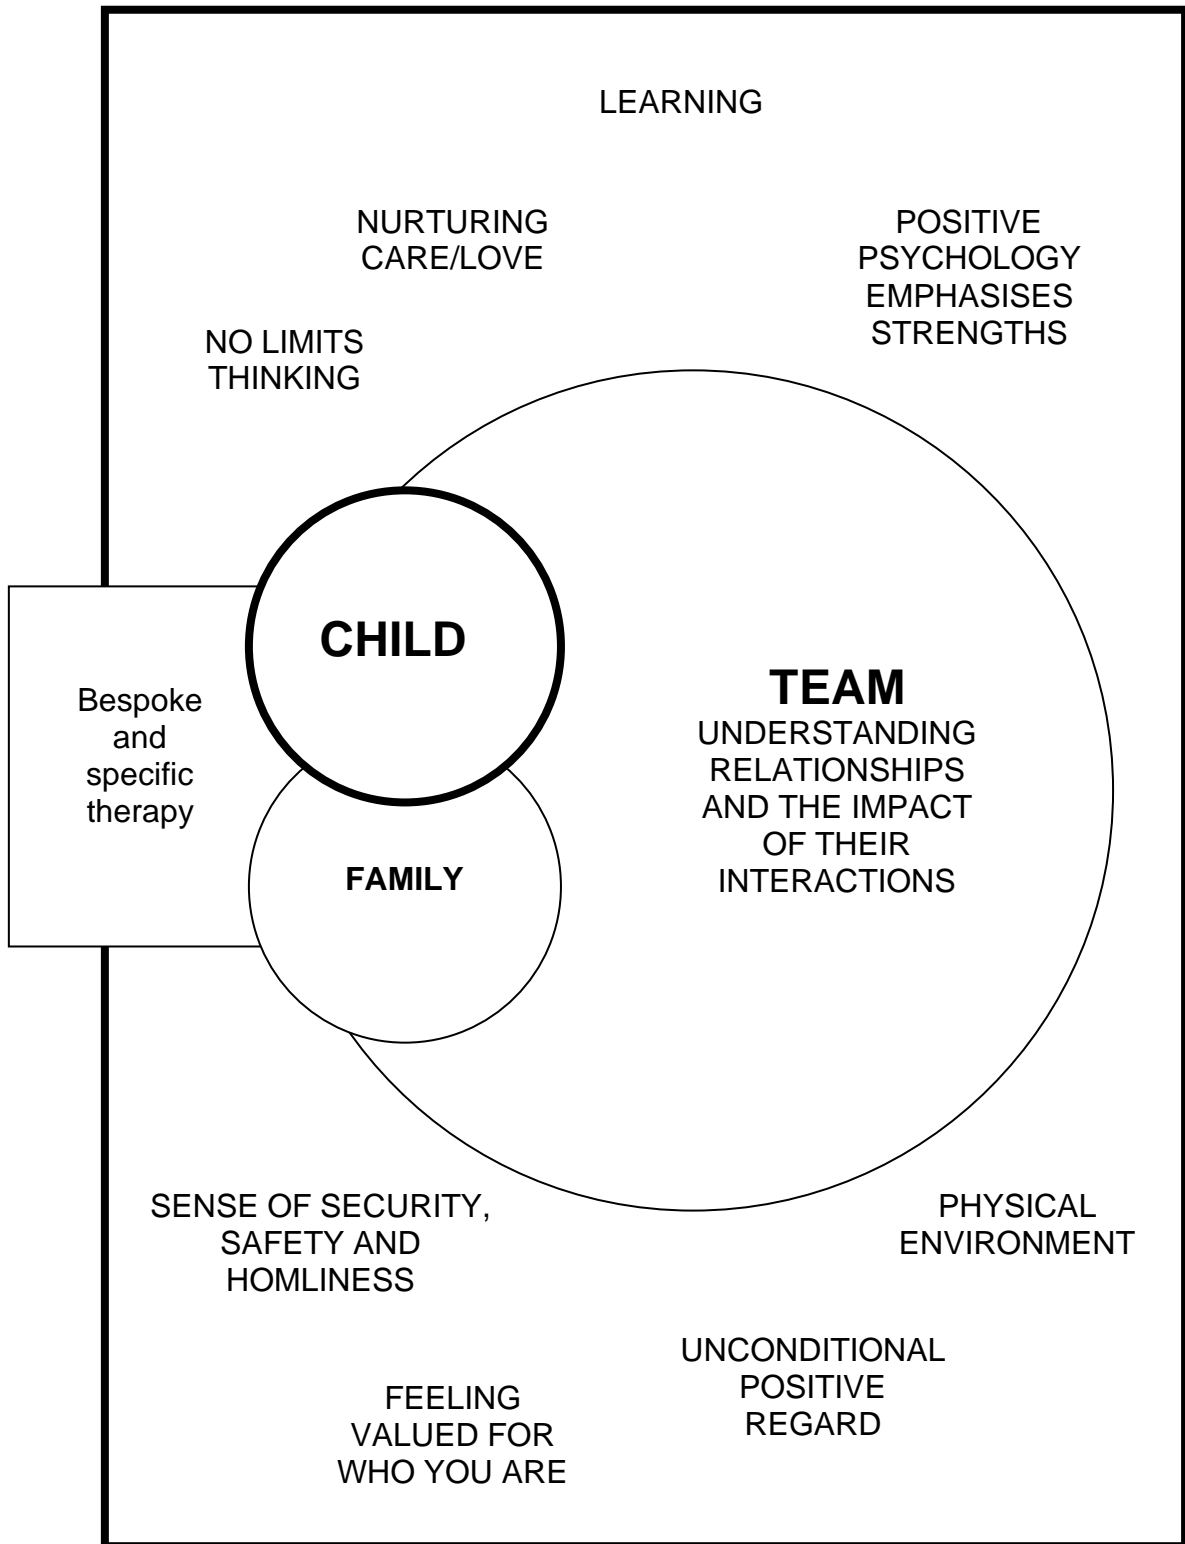 LEARNING
NURTURING
CARE/LOVE
POSITIVE
PSYCHOLOGY
EMPHASISES
STRENGTHS
NO LIMITS
THINKING
CHILD
Bespoke
and
specific
therapy
TEAM
UNDERSTANDING
RELATIONSHIPS
AND THE IMPACT
OF THEIR
INTERACTIONS
FAMILY
SENSE OF SECURITY,
SAFETY AND
HOMLINESS
PHYSICAL
ENVIRONMENT
UNCONDITIONAL
POSITIVE
REGARD
FEELING
VALUED FOR
WHO YOU ARE